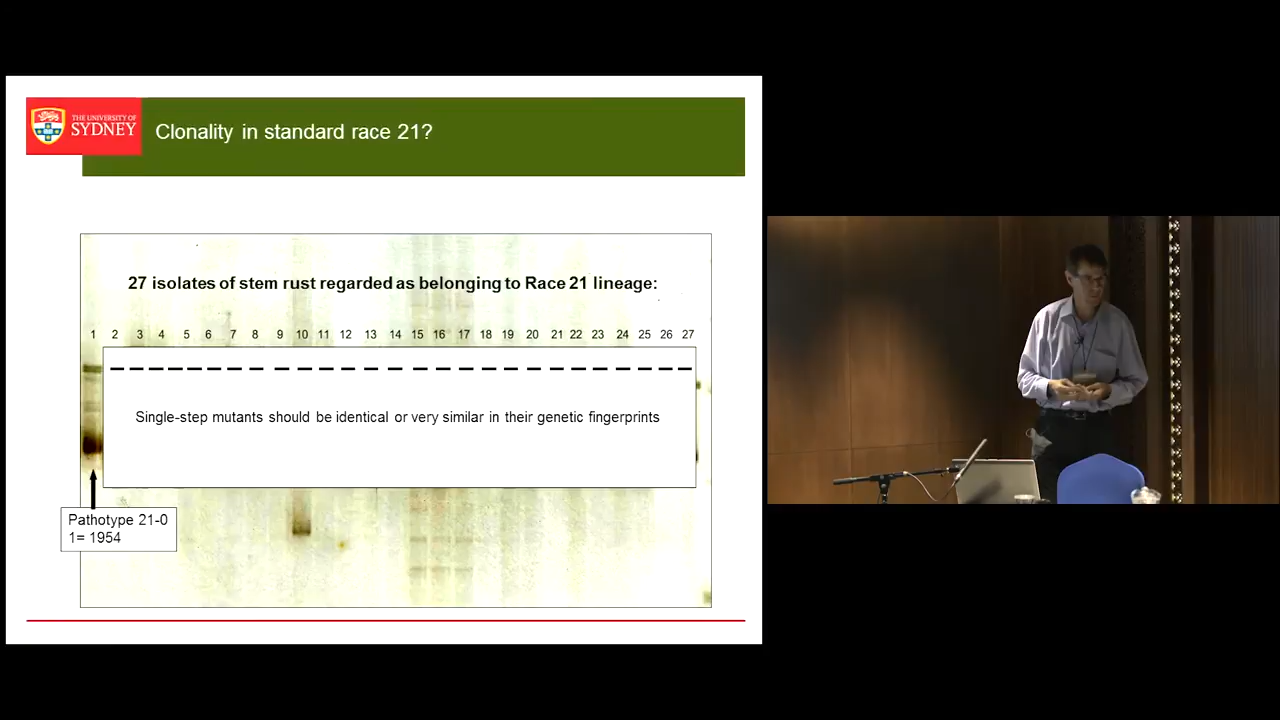 THE UNIVERSITY OF
SYDNEY
Clonality in standard race 21?
27 isolates of stem rust regarded as belonging to Race 21 lineage:
1 2 3 4 5 6 7 8 9 10 11 12 13 14 15 16 17 18 19 20 21 22 23 24 25 26 27
Single-step mutants should be identical or very similar in their genetic fingerprints
Pathotype 21-0
1= 1954